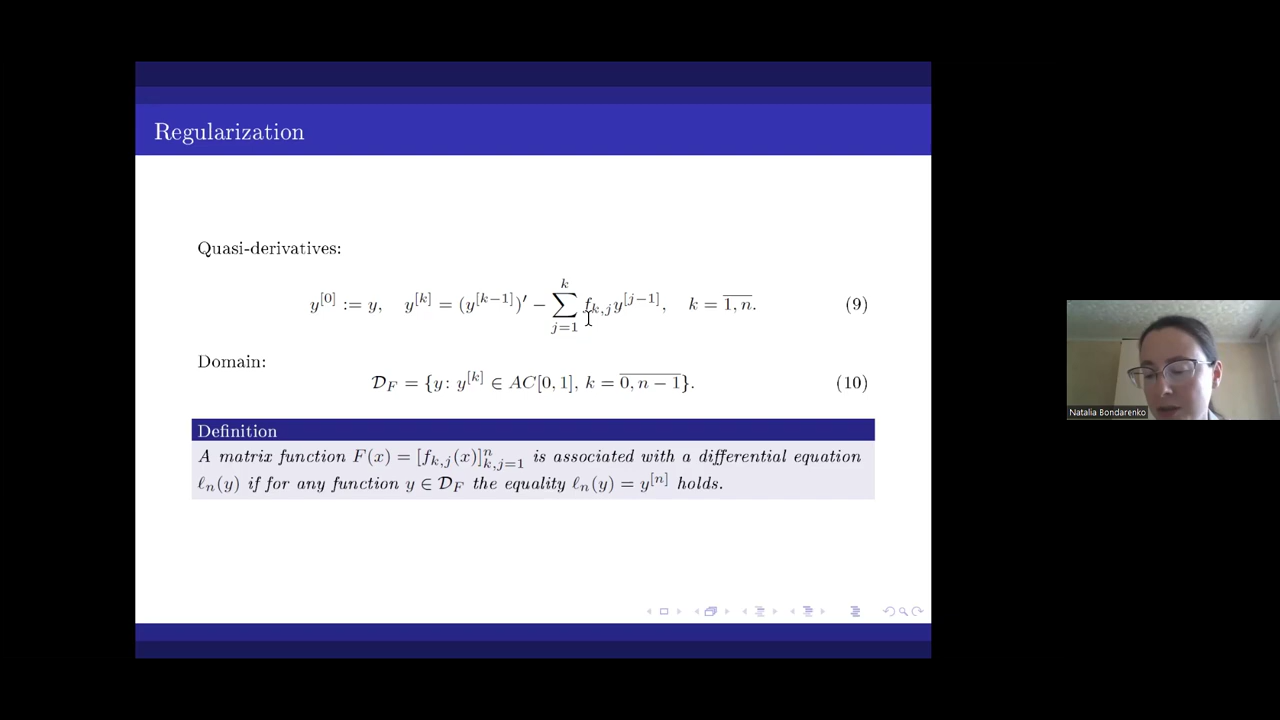 Regularization
Quasi-derivatives:
y^{[0]} := y, y^{[k]} = (y^{[k−1]})′ − ∑_{j=1}^{k} f_{k,j} y^{[j−1]}, k = \overline{1, n}. (9)
Domain:
𝒟_F = {y : y^{[k]} ∈ AC[0, 1], k = \overline{0, n − 1}}. (10)
Definition
A matrix function F(x) = [f_{k,j}(x)]^n_{k,j=1} is associated with a differential equation
ℓ_n(y) if for any function y ∈ 𝒟_F the equality ℓ_n(y) = y^{[n]} holds.
Natalia Bondarenko